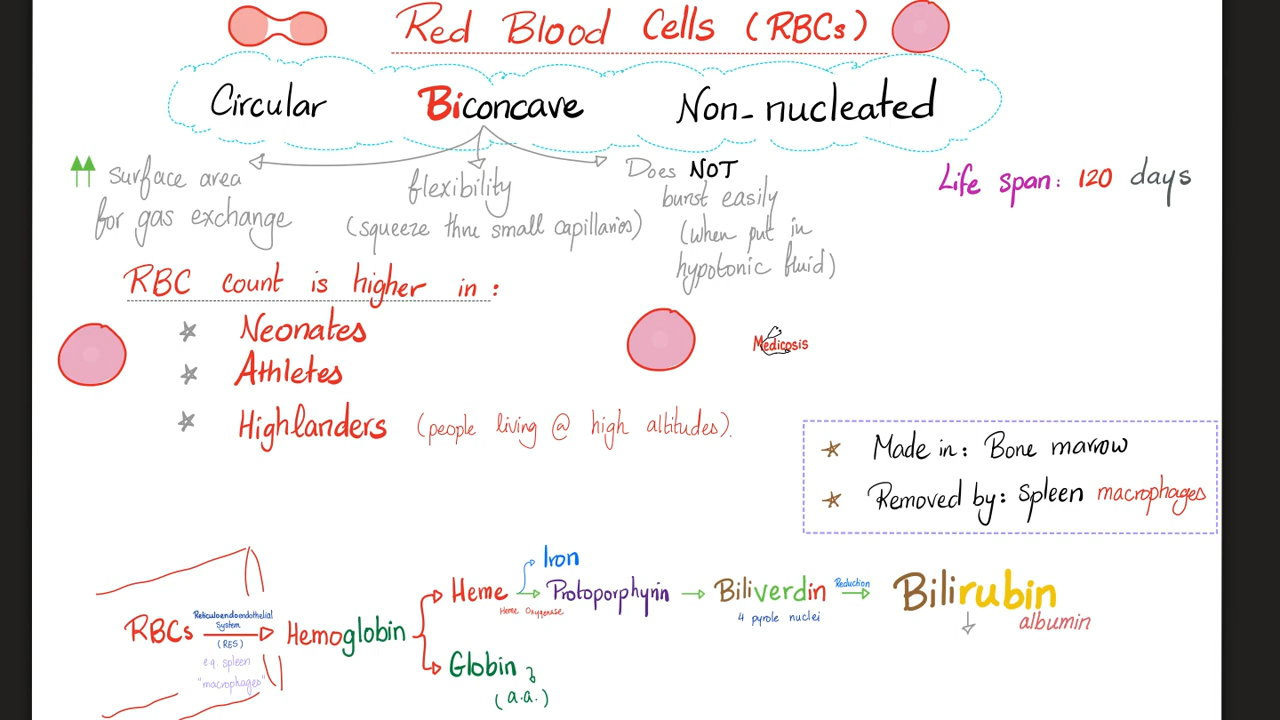 Red Blood Cells (RBCs)
Circular Biconcave Non-nucleated
surface area
for gas exchange
flexibility
(squeeze thru small capillaries)
Does NOT
burst easily
(when put in
hypotonic fluid)
Life span: 120 days
RBC count is higher in:
Neonates
Athletes
Highlanders (people living @ high altitudes).
Medicosis
Made in: Bone marrow
Removed by: spleen macrophages
RBCs
Reticuloendoendothelial
System
(RES)
e.g. spleen
"macrophages"
Hemoglobin
Heme
Heme Oxygenase
Iron
Protoporphyrin
Biliverdin
4 pyrole nuclei
Reduction
Bilirubin
albumin
Globin
(a.a.)